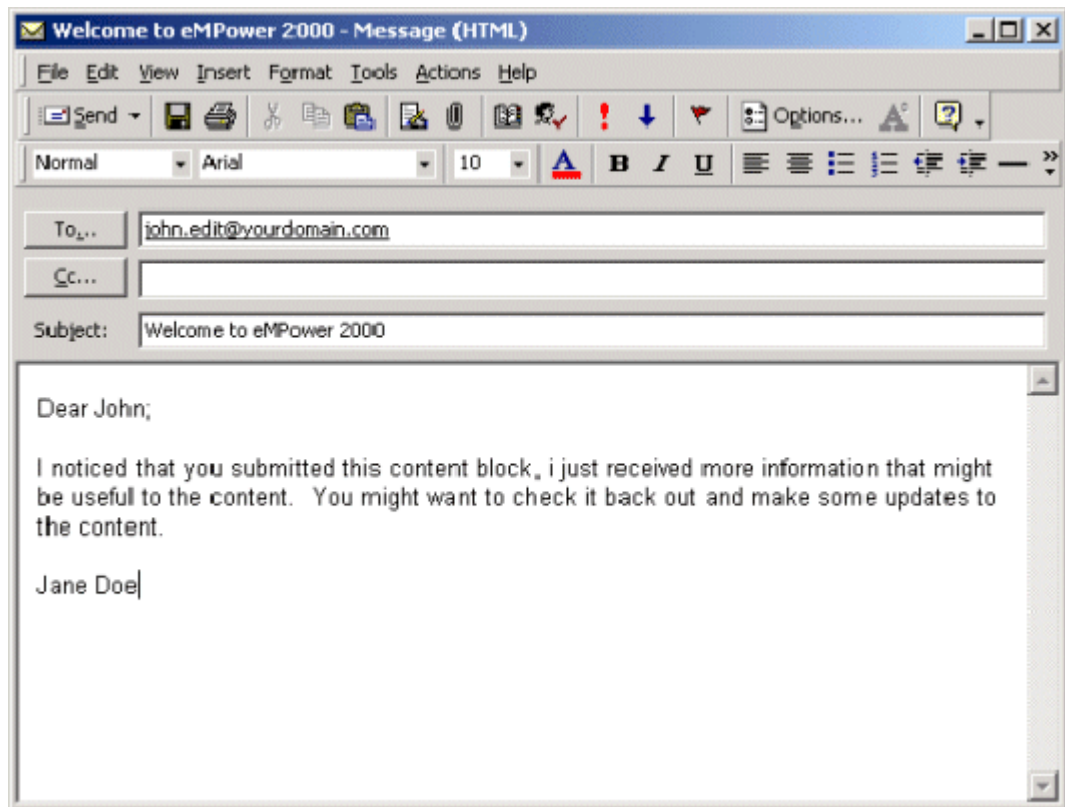 Welcome to eMPower 2000 - Message (HTML)
File Edit View Insert Format Tools Actions Help
Send Options...
Normal Arial 10 A B I U
To... john.edit@yourdomain.com
Cc...
Subject: Welcome to eMPower 2000
Dear John;
I noticed that you submitted this content block, i just received more information that might
be useful to the content.  You might want to check it back out and make some updates to
the content.
Jane Doe